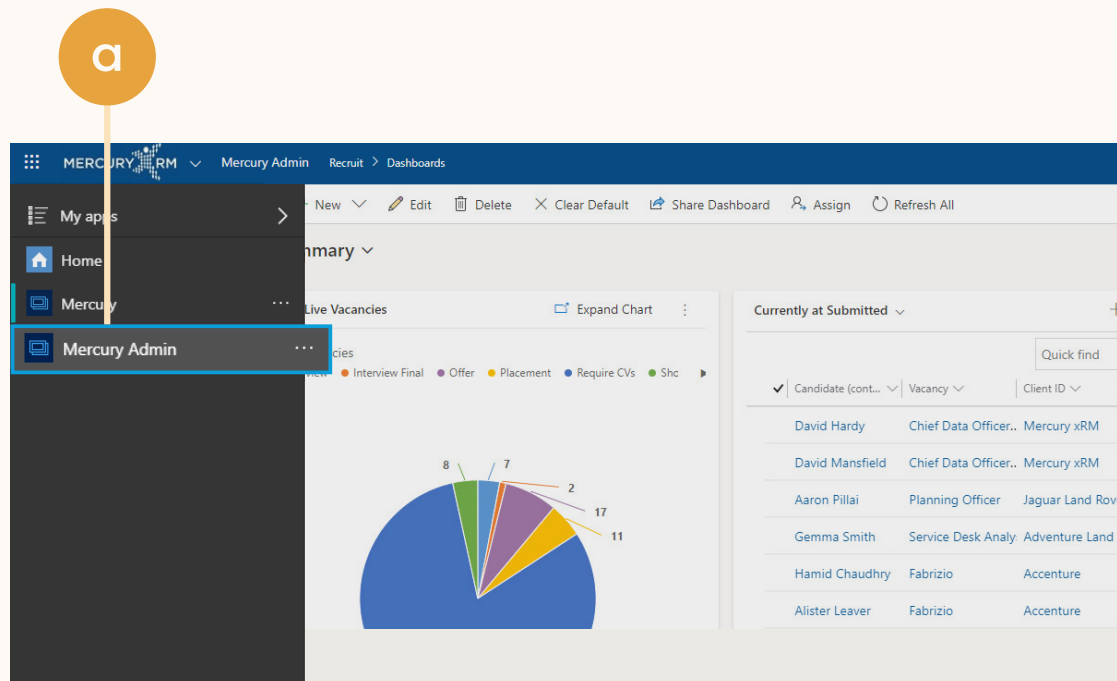 a
MERCURY xRM Mercury Admin Recruit > Dashboards
My apps
New Edit Delete Clear Default Share Dashboard Assign Refresh All
Home
mmary
Mercury ...
Live Vacancies Expand Chart
Currently at Submitted
Mercury Admin ...
cies
Interview Final Offer Placement Require CVs Shc
Quick find
Candidate (cont... Vacancy Client ID
David Hardy Chief Data Officer.. Mercury xRM
David Mansfield Chief Data Officer.. Mercury xRM
Aaron Pillai Planning Officer Jaguar Land Rov
Gemma Smith Service Desk Analy Adventure Land
Hamid Chaudhry Fabrizio Accenture
Alister Leaver Fabrizio Accenture
8 7
2
17
11